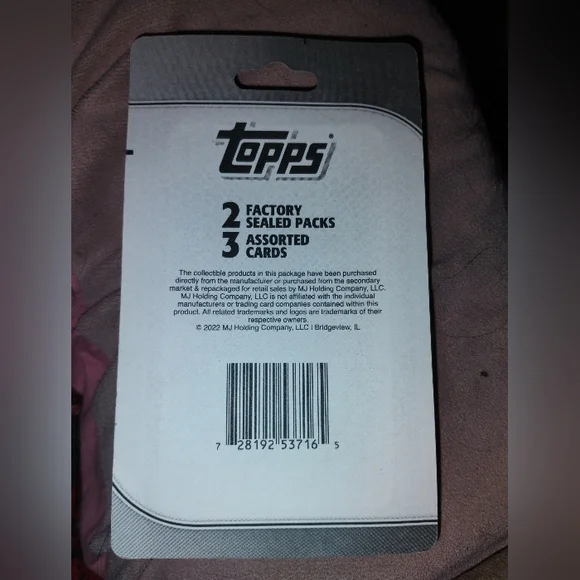 Topps
2 FACTORY
SEALED PACKS
3 ASSORTED
CARDS
The collectible products in this package have been purchased
directly from the manufacturer or purchased from the secondary
market & repackaged for retail sales by MJ Holding Company, LLC.
MJ Holding Company, LLC is not affiliated with the individual
manufacturers or trading card companies contained within this
product. All related trademarks and logos are trademarks of their
respective owners.
© 2022 MJ Holding Company, LLC | Bridgeview, IL
7 28192 53716 5